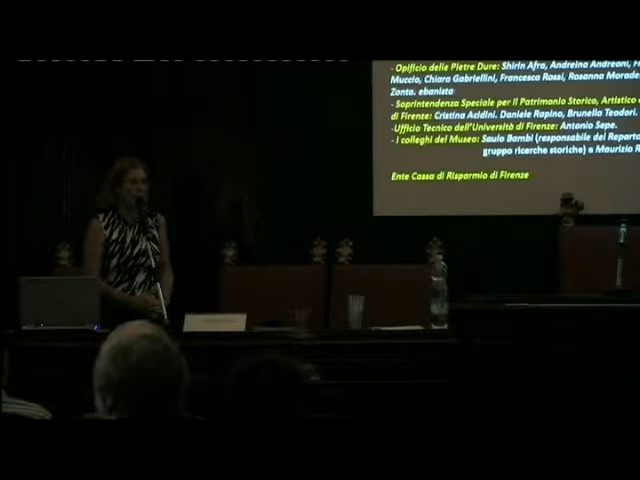 - Opificio delle Pietre Dure: Shirin Afra, Andreina Andreoni,
Muccio, Chiara Gabriellini, Francesca Rossi, Rosanna
Zonta. ebanista
- Soprintendenza Speciale per il Patrimonio Storico, Artistico
di Firenze: Cristina Acidini. Daniele Rapino, Brunella Teodori.
-Ufficio Tecnico dell'Università di Firenze: Antonio Sepe.
- I colleghi del Museo: Saulo Bambi (responsabile del
gruppo ricerche storiche) e Maurizio
Ente Cassa di Risparmio di Firenze